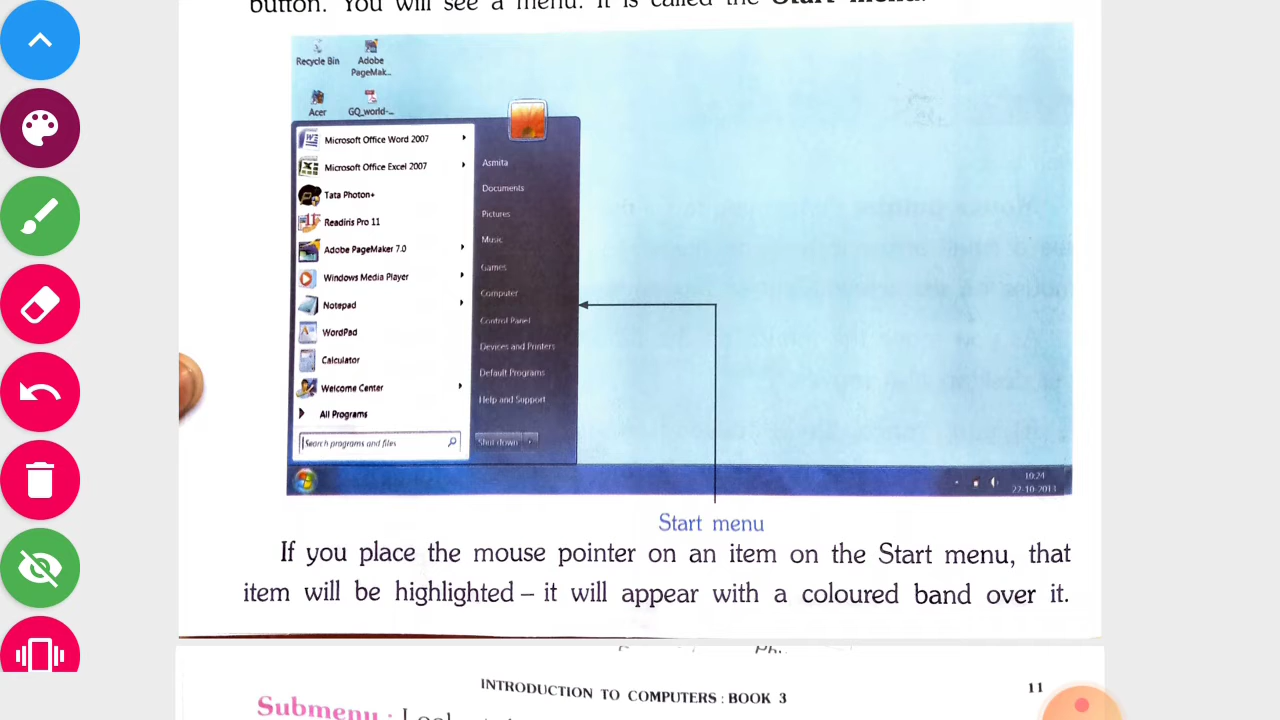 button. You will see a menu. It is called the Start menu.
Recycle Bin
Adobe
PageMak...
Acer
GQ_world-...
Microsoft Office Word 2007
Microsoft Office Excel 2007
Tata Photon+
Readiris Pro 11
Adobe PageMaker 7.0
Windows Media Player
Notepad
WordPad
Calculator
Welcome Center
All Programs
Search programs and files
Asmita
Documents
Pictures
Music
Games
Computer
Control Panel
Devices and Printers
Default Programs
Help and Support
Shut down
10:24
22-10-2013
Start menu
If you place the mouse pointer on an item on the Start menu, that
item will be highlighted – it will appear with a coloured band over it.
INTRODUCTION TO COMPUTERS : BOOK 3
11
Submenu :